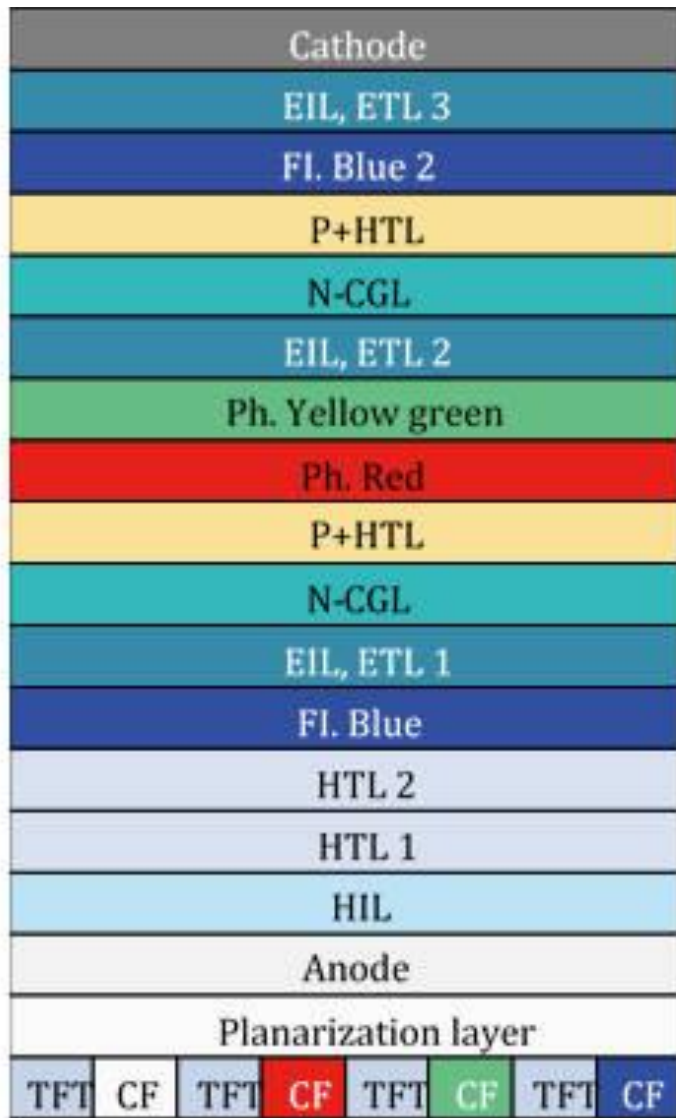 Cathode
EIL, ETL 3
Fl. Blue 2
P+HTL
N-CGL
EIL, ETL 2
Ph. Yellow green
Ph. Red
P+HTL
N-CGL
EIL, ETL 1
Fl. Blue
HTL 2
HTL 1
HIL
Anode
Planarization layer
TFT CF TFT CF TFT CF TFT CF